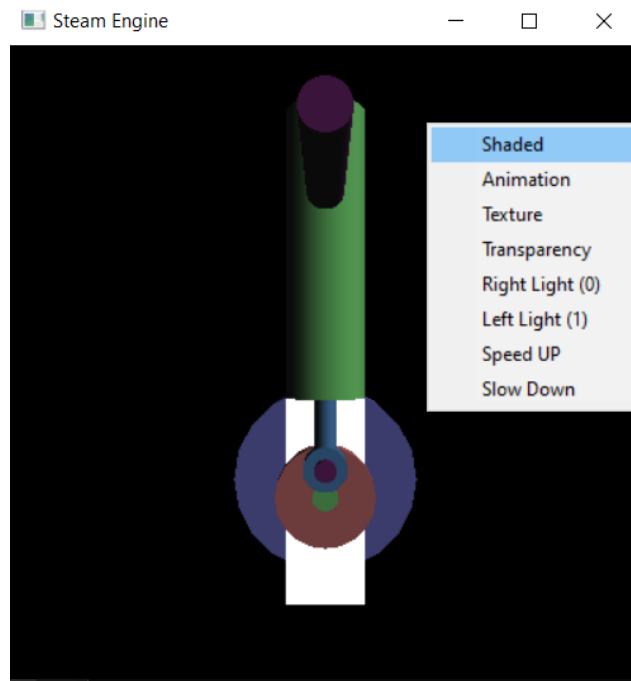 Steam Engine
Shaded
Animation
Texture
Transparency
Right Light (0)
Left Light (1)
Speed UP
Slow Down